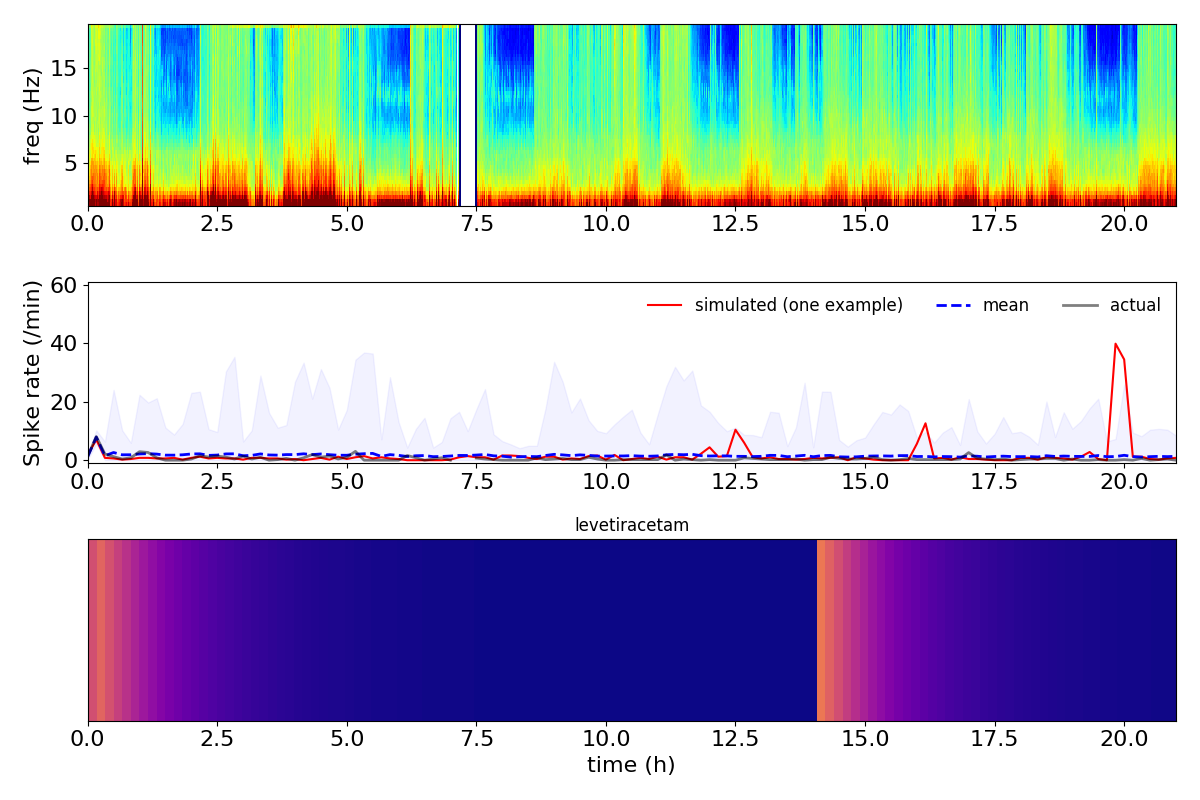 freq (Hz)
15
10
5
0.0 2.5 5.0 7.5 10.0 12.5 15.0 17.5 20.0
Spike rate (/min)
60
40
20
0
simulated (one example) mean actual
0.0 2.5 5.0 7.5 10.0 12.5 15.0 17.5 20.0
levetiracetam
0.0 2.5 5.0 7.5 10.0 12.5 15.0 17.5 20.0
time (h)